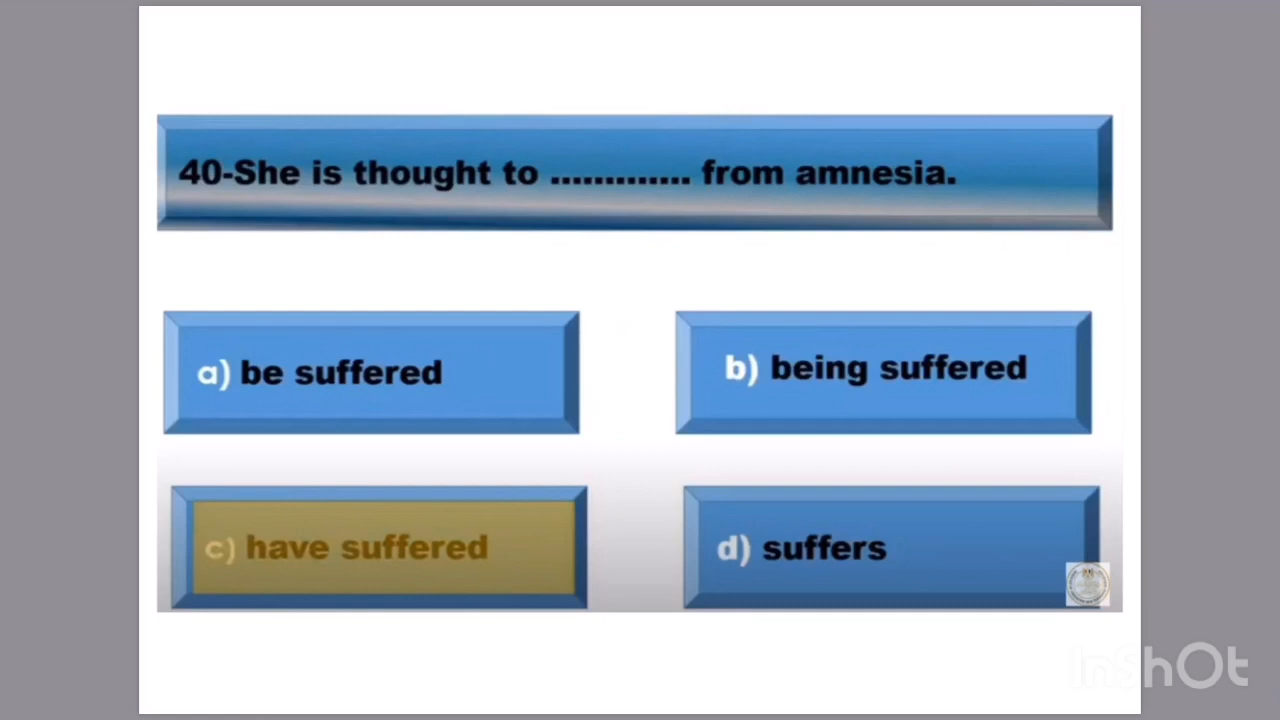 40-She is thought to ............. from amnesia.
a) be suffered
b) being suffered
c) have suffered
d) suffers
InShOt